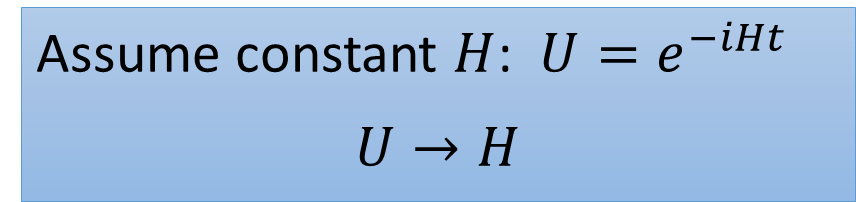 Assume constant H: U = e^{-iHt}
U → H